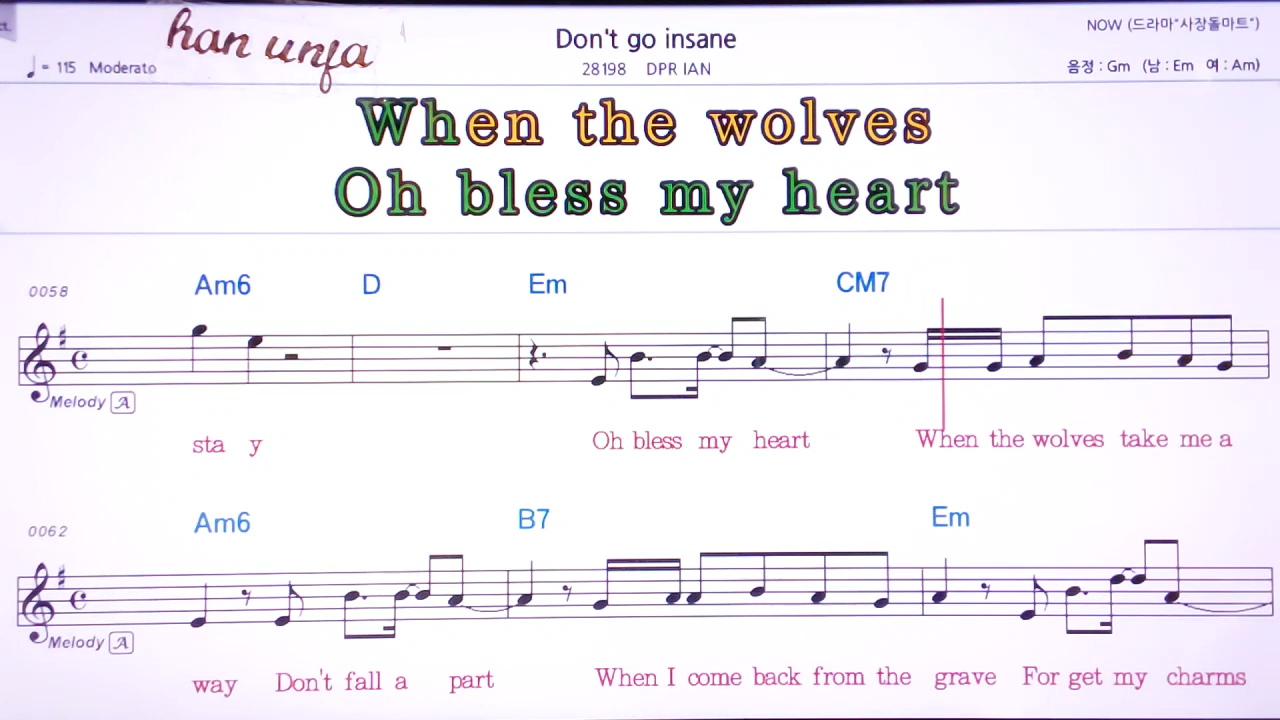 han unfa
Don't go insane
NOW (드라마"사장돌마트")
♩= 115 Moderato
28198 DPR IAN
음정 : Gm (남 : Em 여 : Am)
When the wolves
Oh bless my heart
0058
Am6 D Em CM7
Melody A
sta y Oh bless my heart When the wolves take me a
0062
Am6 B7 Em
Melody A
way Don't fall a part When I come back from the grave For get my charms